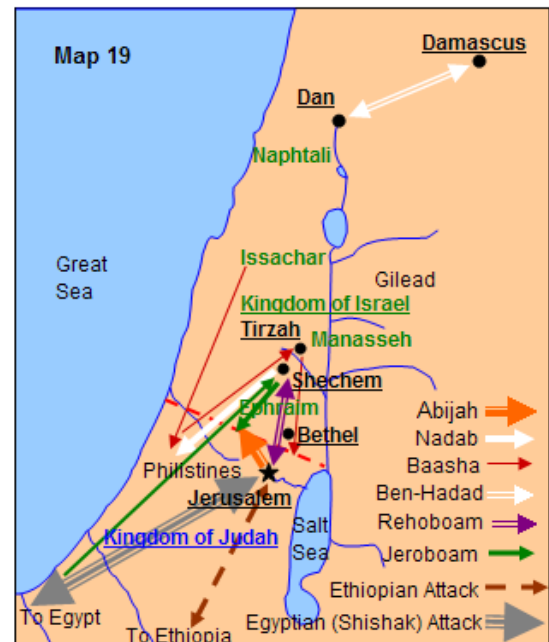 Map 19
Damascus
Dan
Naphtali
Great
Sea
Issachar
Gilead
Kingdom of Israel
Tirzah
Manasseh
Shechem
Ephraim
Bethel
Philistines
Jerusalem
Kingdom of Judah
Salt
Sea
To Egypt
To Ethiopia
Abijah
Nadab
Baasha
Ben-Hadad
Rehoboam
Jeroboam
Ethiopian Attack
Egyptian (Shishak) Attack